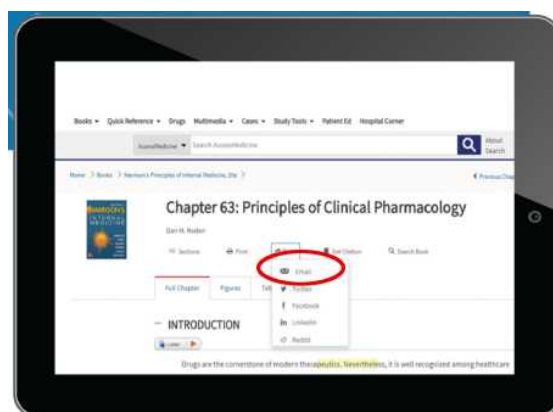 Books Quick Reference Drugs Multimedia Cases Study Tools Patient Ed Hospital Corner
AccessMedicine Search AccessMedicine About Search
Home Books Harrison's Principles of Internal Medicine, 20e Previous Chap
HARRISON'S
INTERNAL
MEDICINE
Chapter 63: Principles of Clinical Pharmacology
Dan M. Roden
Sections Print Get Citation Search Book
Email
Full Chapter Figures Twitter
Facebook
LinkedIn
Reddit
– INTRODUCTION
Listen
Drugs are the cornerstone of modern therapeutics. Nevertheless, it is well recognized among healthcare